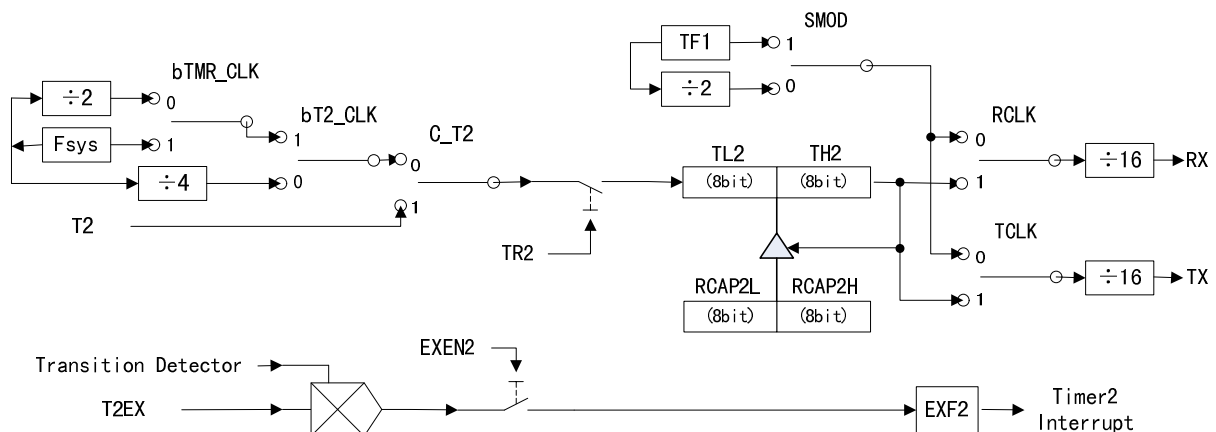 SMOD
TF1
1
÷2
0
bTMR_CLK
÷2
0
Fsys
1
÷4
bT2_CLK
1
0
C_T2
0
1
T2
TR2
TL2
(8bit)
TH2
(8bit)
RCAP2L
(8bit)
RCAP2H
(8bit)
RCLK
0
1
÷16
RX
TCLK
0
1
÷16
TX
Transition Detector
T2EX
EXEN2
EXF2
Timer2
Interrupt